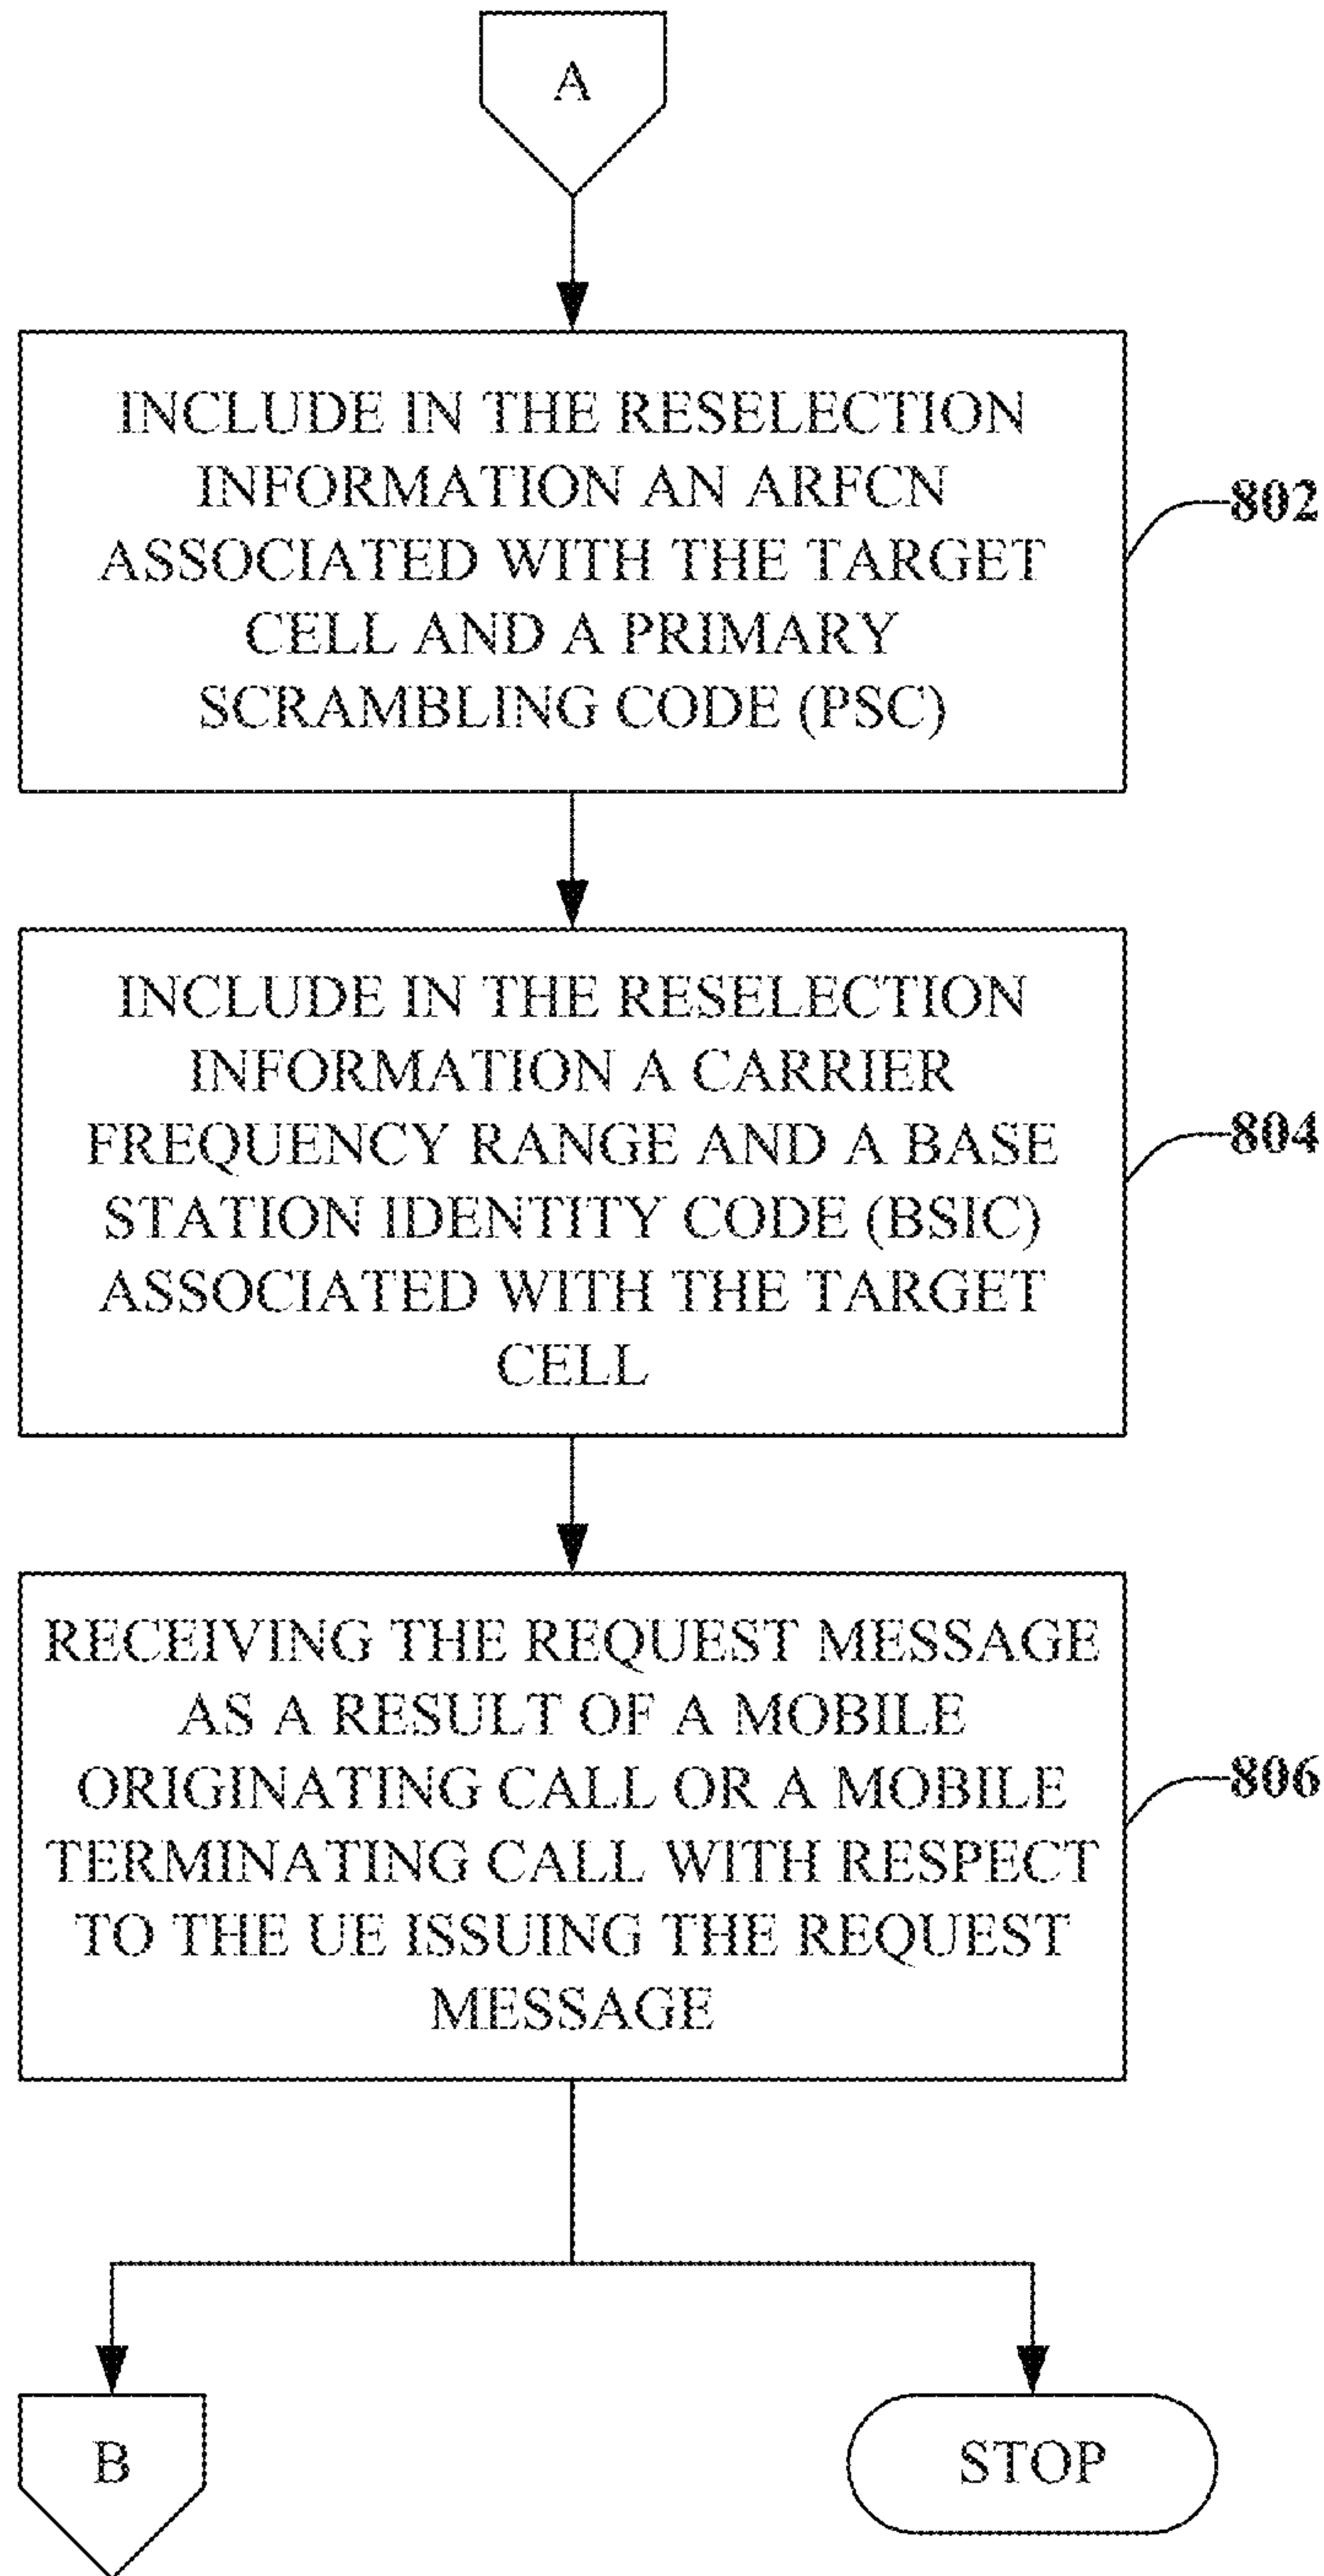 A
INCLUDE IN THE RESELECTION
INFORMATION AN ARFCN
ASSOCIATED WITH THE TARGET
CELL AND A PRIMARY
SCRAMBLING CODE (PSC)
802
INCLUDE IN THE RESELECTION
INFORMATION A CARRIER
FREQUENCY RANGE AND A BASE
STATION IDENTITY CODE (BSIC)
ASSOCIATED WITH THE TARGET
CELL
804
RECEIVING THE REQUEST MESSAGE
AS A RESULT OF A MOBILE
ORIGINATING CALL OR A MOBILE
TERMINATING CALL WITH RESPECT
TO THE UE ISSUING THE REQUEST
MESSAGE
806
B
STOP